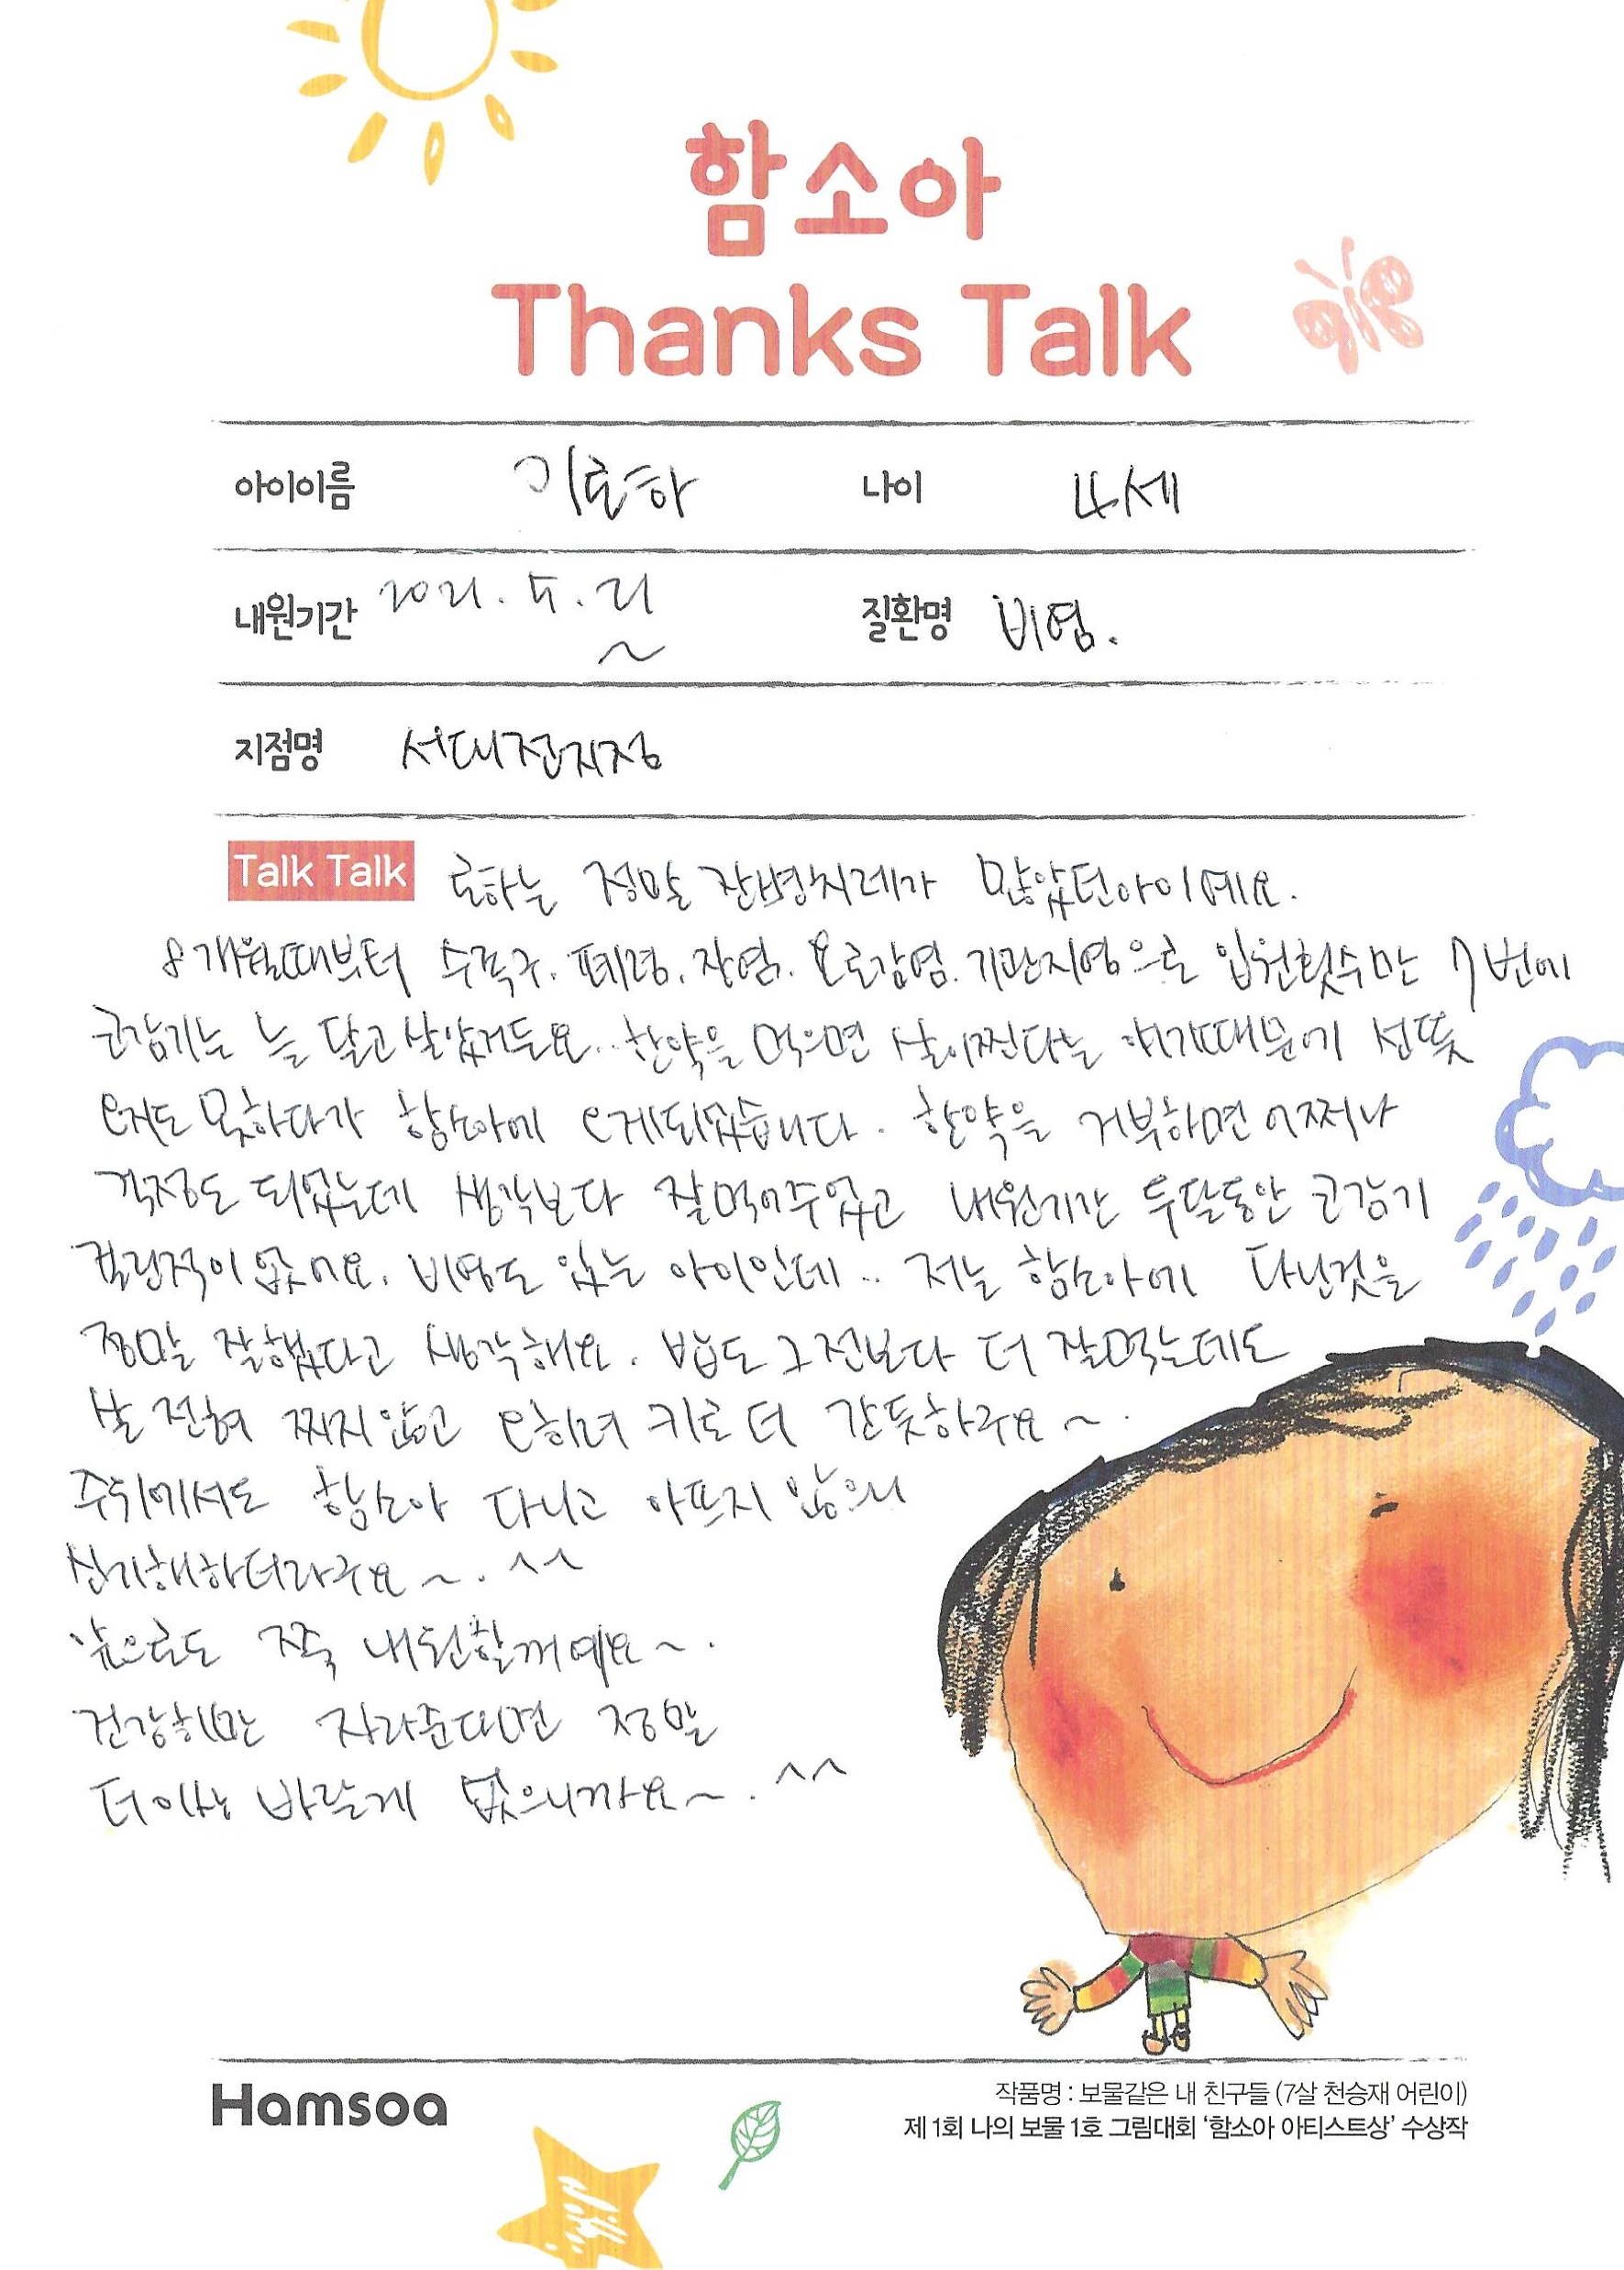 함소아
Thanks Talk
아이이름 기로하 나이 4세
내원기간 2021. 5. 21 ~ 질환명 비염.
지점명 서대전지점
Talk Talk 로하는 정말 잔병치레가 많았던아이예요.
8개월때부터 수족구. 폐렴. 장염. 요로감염. 기관지염으로 입원횟수만 7번에
코감기는 늘 달고살았거든요.. 한약을 먹으면 살이찐다는 얘기때문에 선뜻
오지도 못하다가 함소아에 오게되었습니다. 한약을 거부하면 어쩌나
걱정도 되었는데 생각보다 잘먹어주었고 내원기간 두달동안 코감기
걸린적이 없어요. 비염도 있는 아이인데.. 저는 함소아에 다닌것을
정말 잘했다고 생각해요. 밥도 그전보다 더 잘먹는데도
살 전혀 찌지않고 오히려 키로 더 간듯하구요~.
주위에서도 함소아 다니고 아프지 않으니
신기해하더라구요~. ^^
앞으로도 쭉 내원할꺼예요~.
건강히만 자라준다면 정말
더이상 바랄게 없으니까요~. ^^
Hamsoa
작품명 : 보물같은 내 친구들 (7살 천승재 어린이)
제 1회 나의 보물 1호 그림대회 ‘함소아 아티스트상’ 수상작